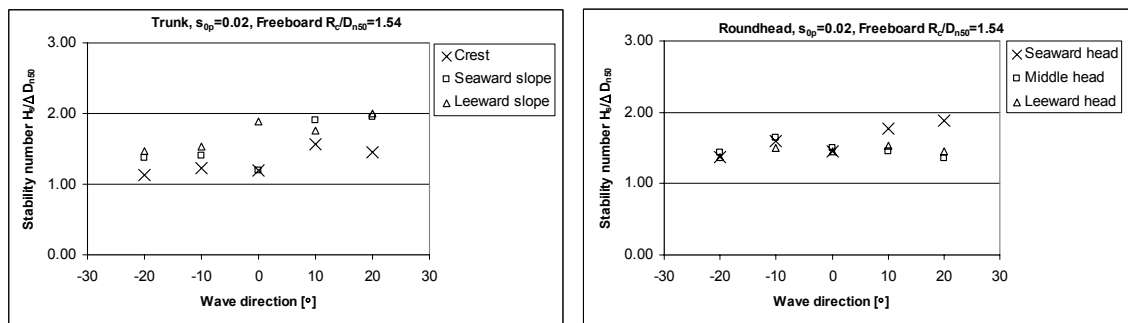 Trunk, s0p=0.02, Freeboard Rc/Dn50=1.54
Stability number Hs/Δ Dn50
3.00
2.00
1.00
0.00
-30 -20 -10 0 10 20 30
Wave direction [º]
Crest
Seaward slope
Leeward slope
Roundhead, s0p=0.02, Freeboard Rc/Dn50=1.54
Stability number Hs/Δ Dn50
3.00
2.00
1.00
0.00
-30 -20 -10 0 10 20 30
Wave direction [º]
Seaward head
Middle head
Leeward head